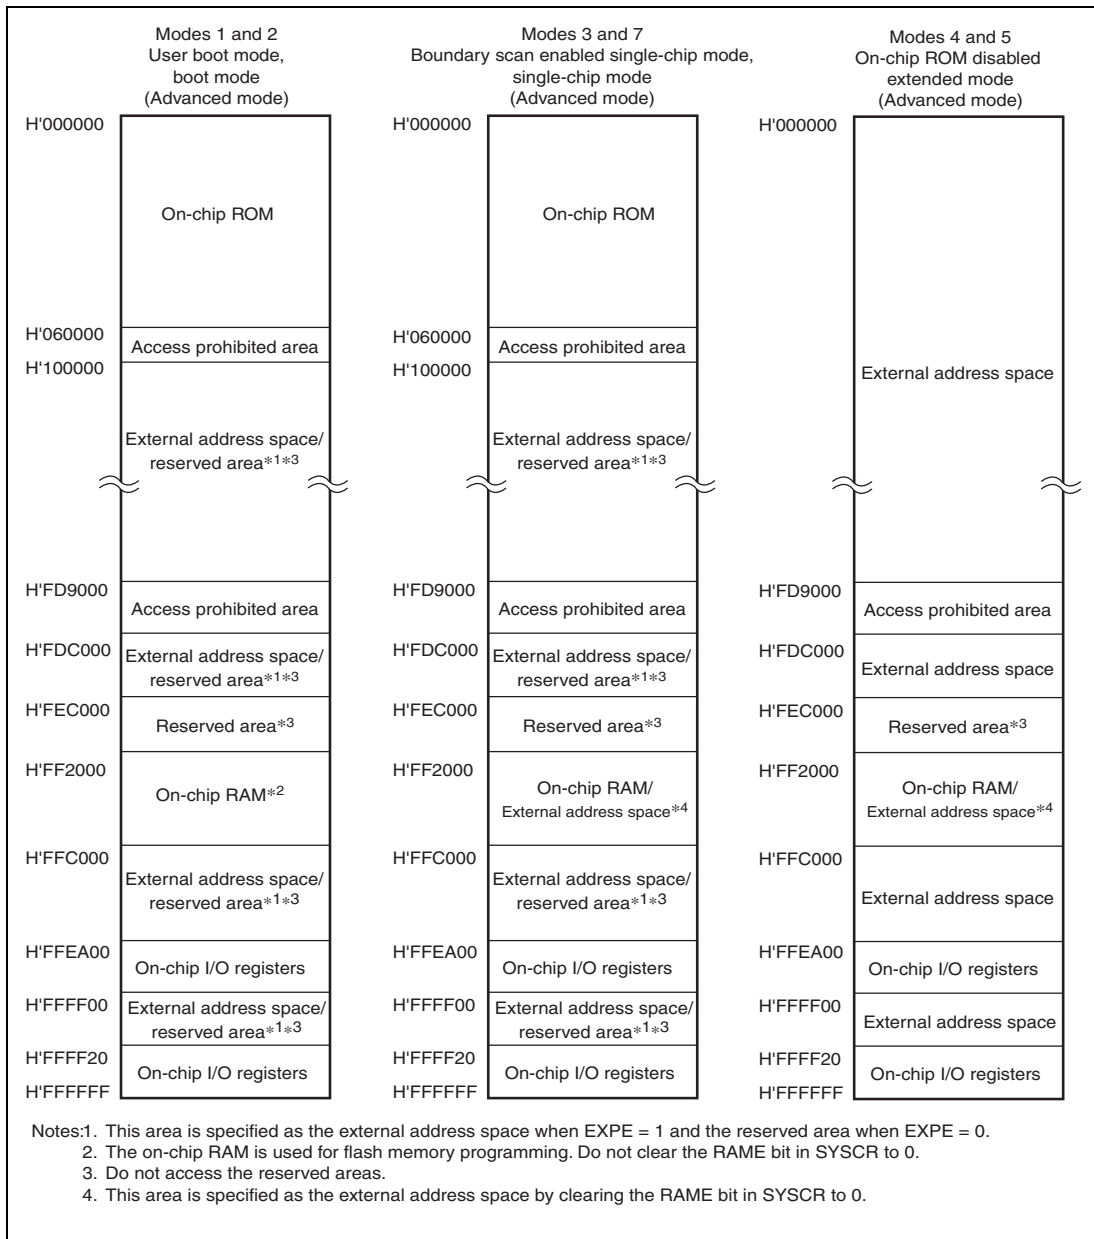 Modes 1 and 2
User boot mode,
boot mode
(Advanced mode)
H'000000
On-chip ROM
H'060000
Access prohibited area
H'100000
External address space/
reserved area*1*3
H'FD9000
Access prohibited area
H'FDC000
External address space/
reserved area*1*3
H'FEC000
Reserved area*3
H'FF2000
On-chip RAM*2
H'FFC000
External address space/
reserved area*1*3
H'FFEA00
On-chip I/O registers
H'FFFF00
External address space/
reserved area*1*3
H'FFFF20
On-chip I/O registers
H'FFFFFF
Modes 3 and 7
Boundary scan enabled single-chip mode,
single-chip mode
(Advanced mode)
H'000000
On-chip ROM
H'060000
Access prohibited area
H'100000
External address space/
reserved area*1*3
H'FD9000
Access prohibited area
H'FDC000
External address space/
reserved area*1*3
H'FEC000
Reserved area*3
H'FF2000
On-chip RAM/
External address space*4
H'FFC000
External address space/
reserved area*1*3
H'FFEA00
On-chip I/O registers
H'FFFF00
External address space/
reserved area*1*3
H'FFFF20
On-chip I/O registers
H'FFFFFF
Modes 4 and 5
On-chip ROM disabled
extended mode
(Advanced mode)
H'000000
External address space
H'FD9000
Access prohibited area
H'FDC000
External address space
H'FEC000
Reserved area*3
H'FF2000
On-chip RAM/
External address space*4
H'FFC000
External address space
H'FFEA00
On-chip I/O registers
H'FFFF00
External address space
H'FFFF20
On-chip I/O registers
H'FFFFFF
Notes:1. This area is specified as the external address space when EXPE = 1 and the reserved area when EXPE = 0.
2. The on-chip RAM is used for flash memory programming. Do not clear the RAME bit in SYSCR to 0.
3. Do not access the reserved areas.
4. This area is specified as the external address space by clearing the RAME bit in SYSCR to 0.